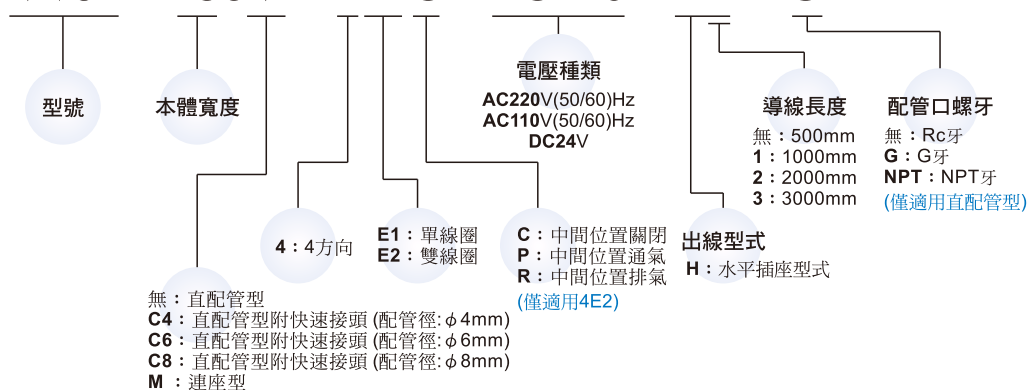 型號
本體寬度
電壓種類
AC220V(50/60)Hz
AC110V(50/60)Hz
DC24V
導線長度
無：500mm
1：1000mm
2：2000mm
3：3000mm
配管口螺牙
無：Rc牙
G：G牙
NPT：NPT牙
(僅適用直配管型)
4：4方向
E1：單線圈
E2：雙線圈
C：中間位置關閉
P：中間位置通氣
R：中間位置排氣
(僅適用4E2)
出線型式
H：水平插座型式
無：直配管型
C4：直配管型附快速接頭 (配管徑:φ4mm)
C6：直配管型附快速接頭 (配管徑:φ6mm)
C8：直配管型附快速接頭 (配管徑:φ8mm)
M ：連座型